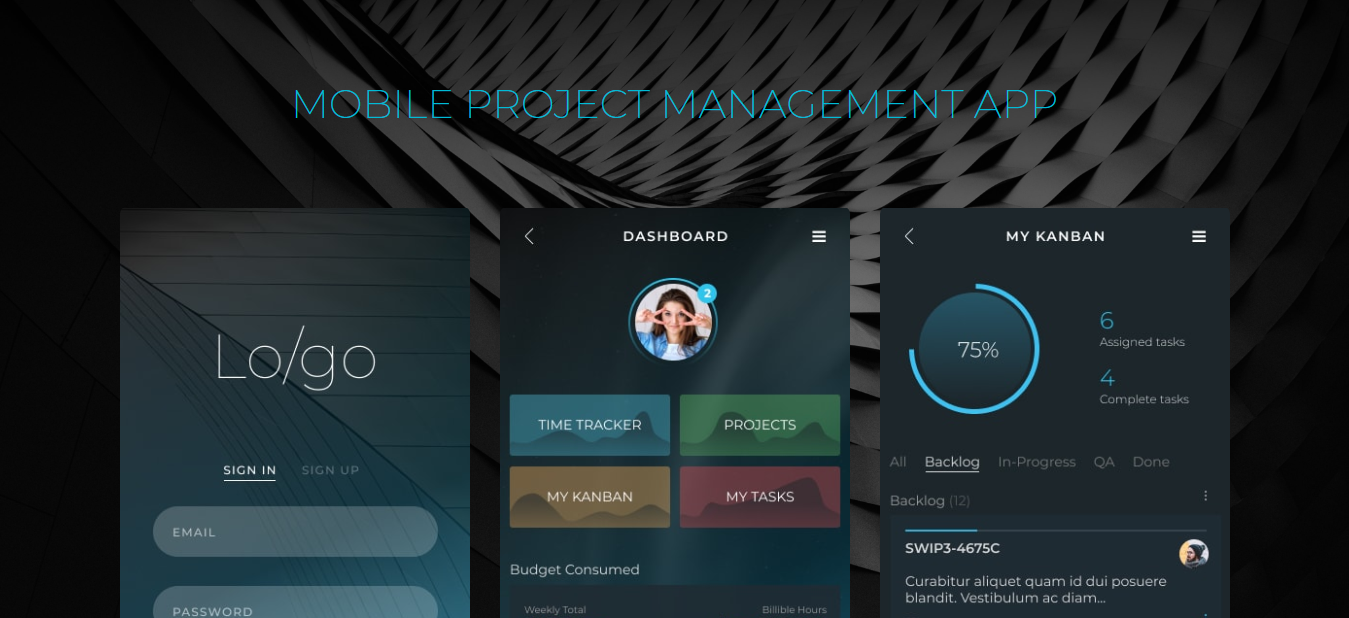 MOBILE PROJECT MANAGEMENT APP
Lo/go
SIGN IN SIGN UP
EMAIL
PASSWORD
DASHBOARD
2
TIME TRACKER PROJECTS
MY KANBAN MY TASKS
Budget Consumed
Weekly Total Billible Hours
MY KANBAN
75%
6
Assigned tasks
4
Complete tasks
All Backlog In-Progress QA Done
Backlog (12)
SWIP3-4675C
Curabitur aliquet quam id dui posuere
blandit. Vestibulum ac diam...